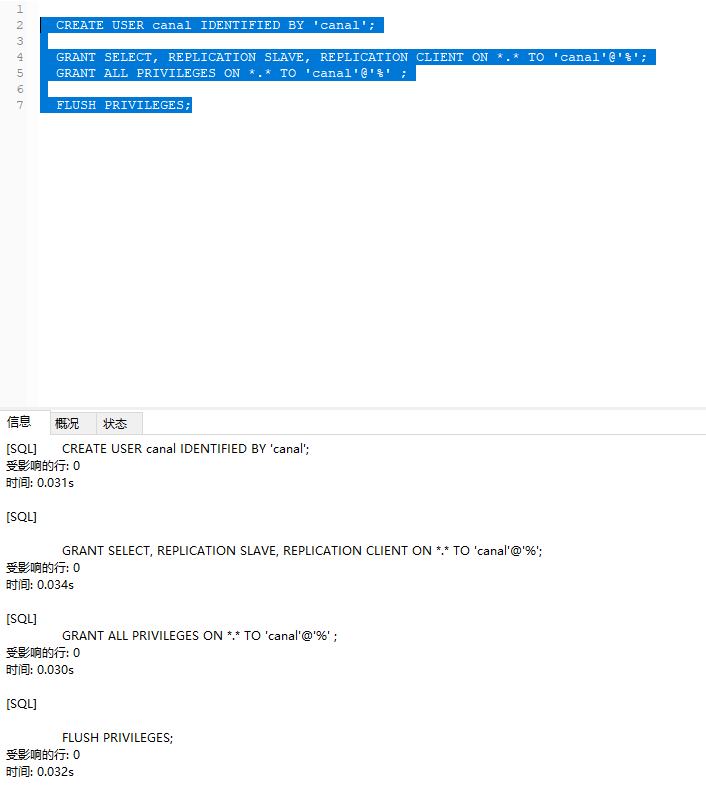 1
2 CREATE USER canal IDENTIFIED BY 'canal';
3
4 GRANT SELECT, REPLICATION SLAVE, REPLICATION CLIENT ON *.* TO 'canal'@'%';
5 GRANT ALL PRIVILEGES ON *.* TO 'canal'@'%' ;
6
7 FLUSH PRIVILEGES;
信息 概况 状态
[SQL] CREATE USER canal IDENTIFIED BY 'canal';
受影响的行: 0
时间: 0.031s
[SQL]
GRANT SELECT, REPLICATION SLAVE, REPLICATION CLIENT ON *.* TO 'canal'@'%';
受影响的行: 0
时间: 0.034s
[SQL]
GRANT ALL PRIVILEGES ON *.* TO 'canal'@'%' ;
受影响的行: 0
时间: 0.030s
[SQL]
FLUSH PRIVILEGES;
受影响的行: 0
时间: 0.032s